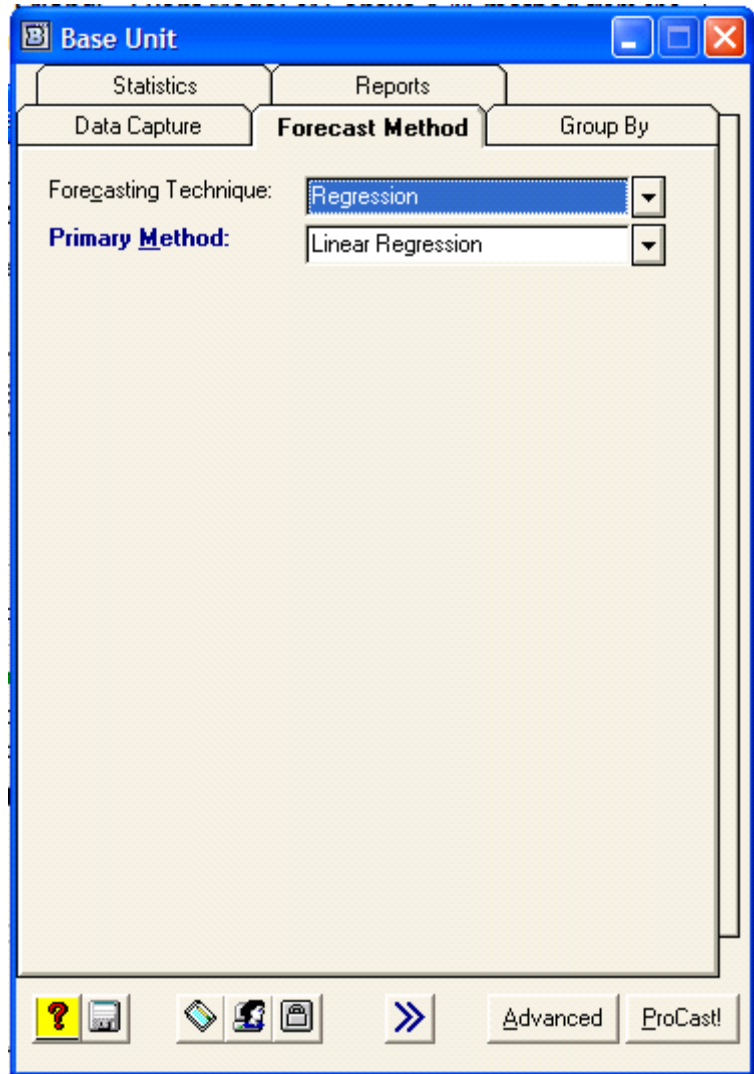 Base Unit
Statistics Reports
Data Capture Forecast Method Group By
Forecasting Technique: Regression
Primary Method: Linear Regression
? Advanced ProCast!